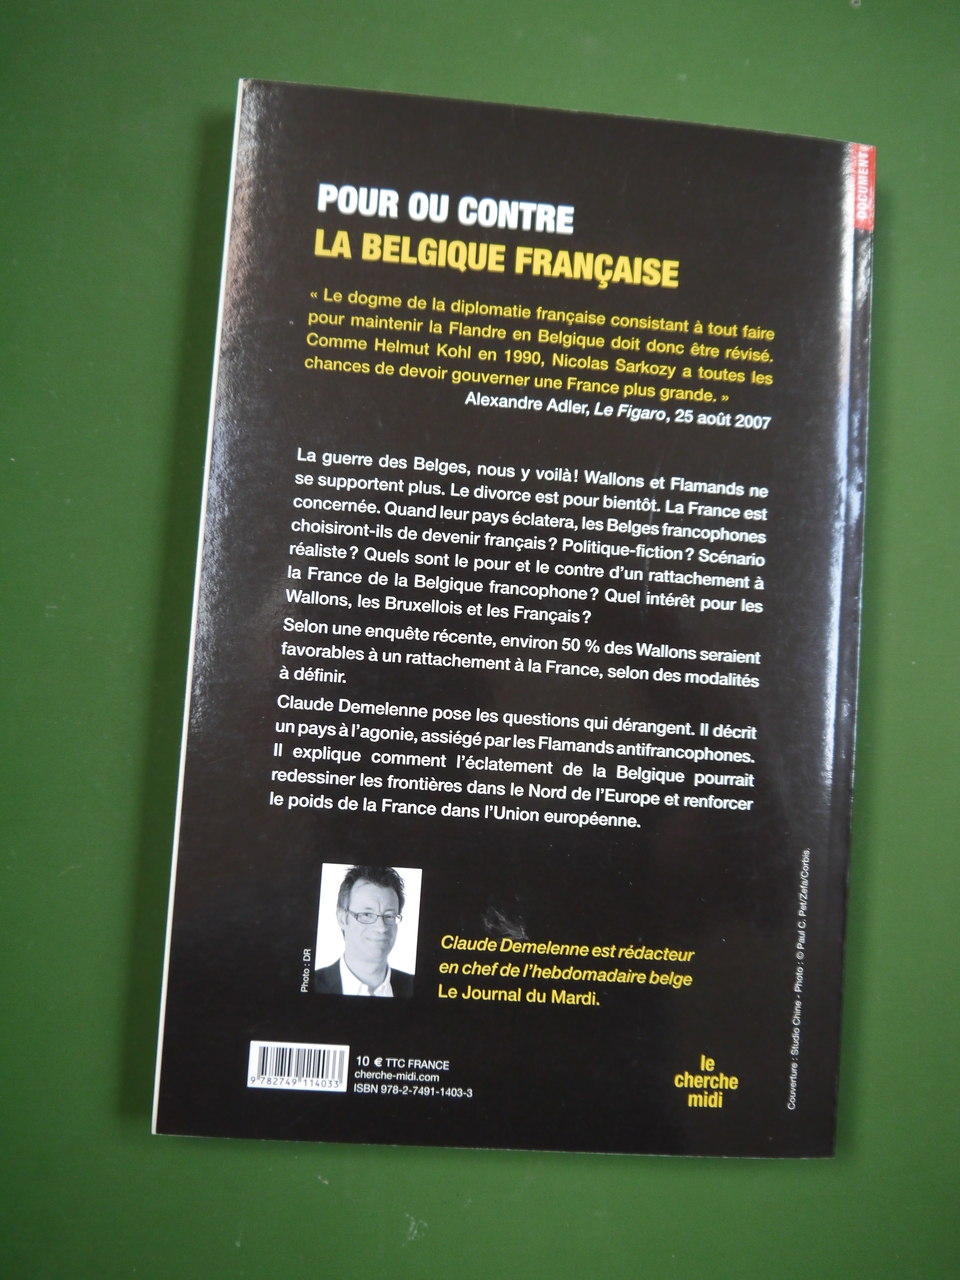 DOCUMENTS
POUR OU CONTRE
LA BELGIQUE FRANÇAISE
« Le dogme de la diplomatie française consistant à tout faire
pour maintenir la Flandre en Belgique doit donc être révisé.
Comme Helmut Kohl en 1990, Nicolas Sarkozy a toutes les
chances de devoir gouverner une France plus grande. »
Alexandre Adler, Le Figaro, 25 août 2007
La guerre des Belges, nous y voilà ! Wallons et Flamands ne
se supportent plus. Le divorce est pour bientôt. La France est
concernée. Quand leur pays éclatera, les Belges francophones
choisiront-ils de devenir français ? Politique-fiction ? Scénario
réaliste ? Quels sont le pour et le contre d'un rattachement à
la France de la Belgique francophone ? Quel intérêt pour les
Wallons, les Bruxellois et les Français ?
Selon une enquête récente, environ 50 % des Wallons seraient
favorables à un rattachement à la France, selon des modalités
à définir.
Claude Demelenne pose les questions qui dérangent. Il décrit
un pays à l'agonie, assiégé par les Flamands antifrancophones.
Il explique comment l'éclatement de la Belgique pourrait
redessiner les frontières dans le Nord de l'Europe et renforcer
le poids de la France dans l'Union européenne.
Photo : DR
Claude Demelenne est rédacteur
en chef de l'hebdomadaire belge
Le Journal du Mardi.
9 782749 114033
10 € TTC FRANCE
cherche-midi.com
ISBN 978-2-7491-1403-3
le
cherche
midi
Couverture : Studio Chine - Photo : © Paul C. Pet/Zefa/Corbis.